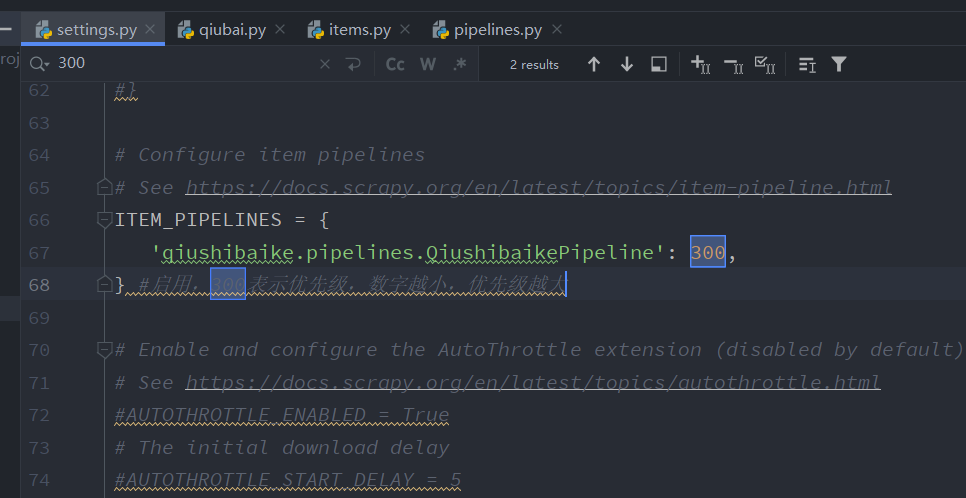 settings.py qiubai.py items.py pipelines.py
roj
300 Cc W .* 2 results
62 #}
63
64 # Configure item pipelines
65 # See https://docs.scrapy.org/en/latest/topics/item-pipeline.html
66 ITEM_PIPELINES = {
67 'qiushibaike.pipelines.QiushibaikePipeline': 300,
68 } #启用，300表示优先级，数字越小，优先级越大
69
70 # Enable and configure the AutoThrottle extension (disabled by default)
71 # See https://docs.scrapy.org/en/latest/topics/autothrottle.html
72 #AUTOTHROTTLE_ENABLED = True
73 # The initial download delay
74 #AUTOTHROTTLE_START_DELAY = 5